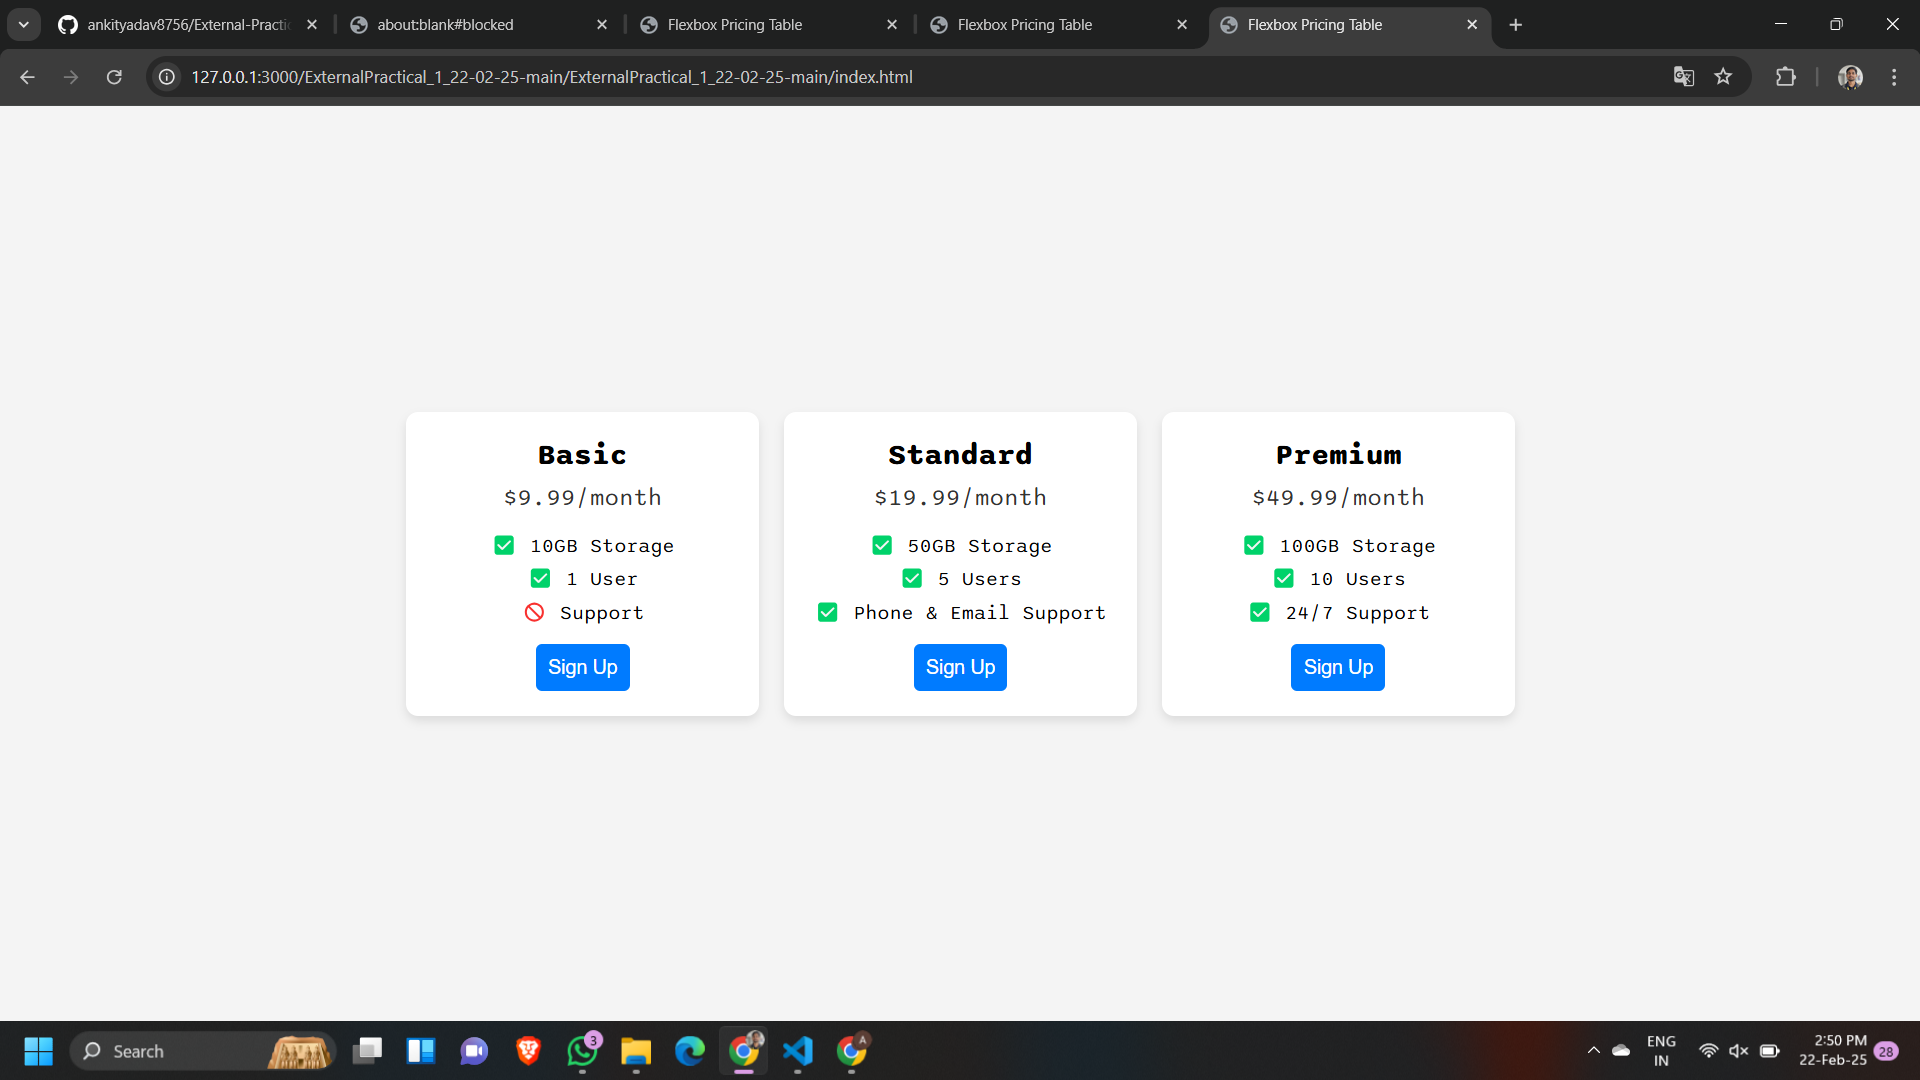 ankityadav8756/External-Practic
about:blank#blocked
Flexbox Pricing Table
Flexbox Pricing Table
Flexbox Pricing Table
127.0.0.1:3000/ExternalPractical_1_22-02-25-main/ExternalPractical_1_22-02-25-main/index.html
Basic
$9.99/month
✅ 10GB Storage
✅ 1 User
🚫 Support
Sign Up
Standard
$19.99/month
✅ 50GB Storage
✅ 5 Users
✅ Phone & Email Support
Sign Up
Premium
$49.99/month
✅ 100GB Storage
✅ 10 Users
✅ 24/7 Support
Sign Up
Search
3
A
ENG
IN
2:50 PM
22-Feb-25
28